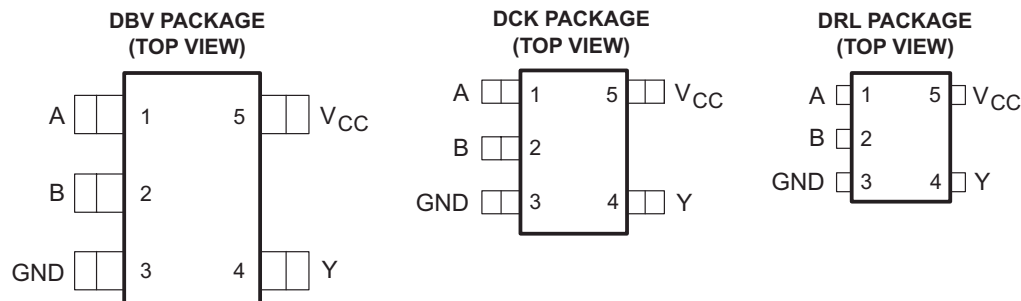 DBV PACKAGE
(TOP VIEW)
A 1 5 VCC
B 2
GND 3 4 Y
DCK PACKAGE
(TOP VIEW)
A 1 5 VCC
B 2
GND 3 4 Y
DRL PACKAGE
(TOP VIEW)
A 1 5 VCC
B 2
GND 3 4 Y